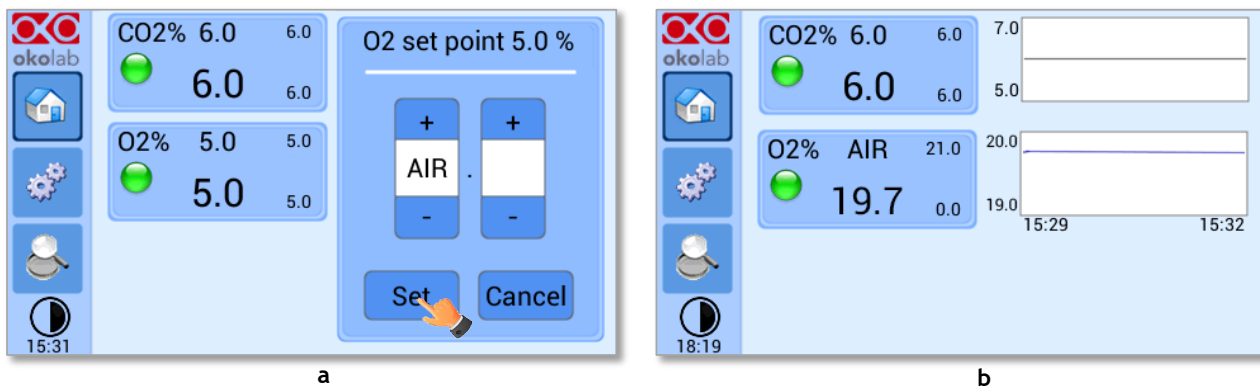 okolab
CO2% 6.0 6.0
6.0 6.0
O2% 5.0 5.0
5.0 5.0
O2 set point 5.0 %
+ +
AIR .
- -
Set Cancel
15:31
a
okolab
CO2% 6.0 6.0
6.0 6.0
7.0
5.0
O2% AIR 21.0
19.7 0.0
20.0
19.0
15:29 15:32
18:19
b